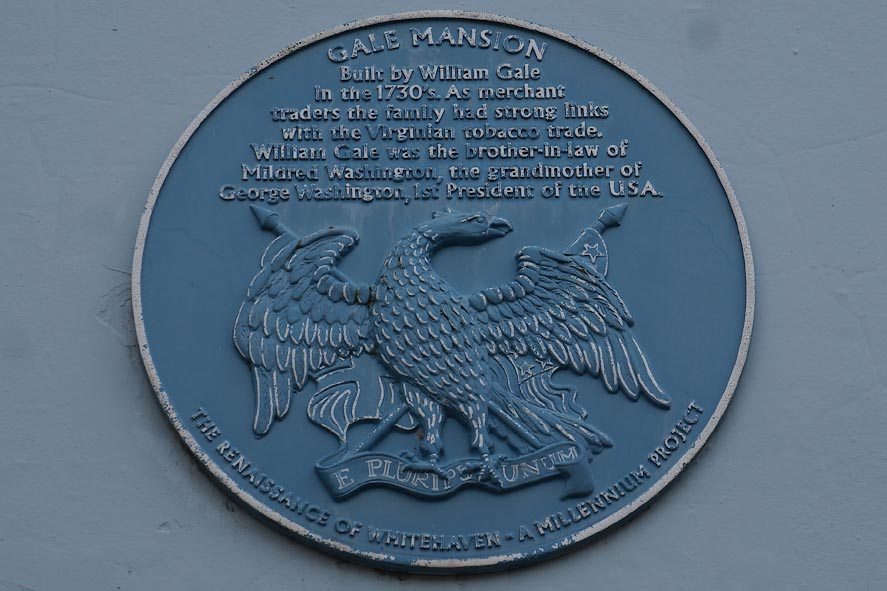 GALE MANSION
Built by William Gale
in the 1730's. As merchant
traders the family had strong links
with the Virginian tobacco trade.
William Gale was the brother-in-law of
Mildred Washington, the grandmother of
George Washington, 1st President of the USA.
E PLURIBS UNUM
THE RENAISSANCE OF WHITEHAVEN - A MILLENNIUM PROJECT